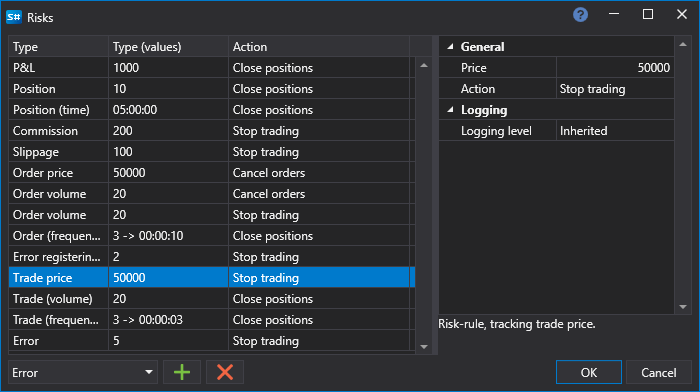 S# Risks ?
Type Type (values) Action
P&L 1000 Close positions
Position 10 Close positions
Position (time) 05:00:00 Close positions
Commission 200 Stop trading
Slippage 100 Stop trading
Order price 50000 Cancel orders
Order volume 20 Cancel orders
Order volume 20 Stop trading
Order (frequen... 3 -> 00:00:10 Close positions
Error registerin... 2 Stop trading
Trade price 50000 Stop trading
Trade (volume) 20 Close positions
Trade (frequen... 3 -> 00:00:03 Close positions
Error 5 Stop trading
General
Price 50000
Action Stop trading
Logging
Logging level Inherited
Risk-rule, tracking trade price.
Error OK Cancel